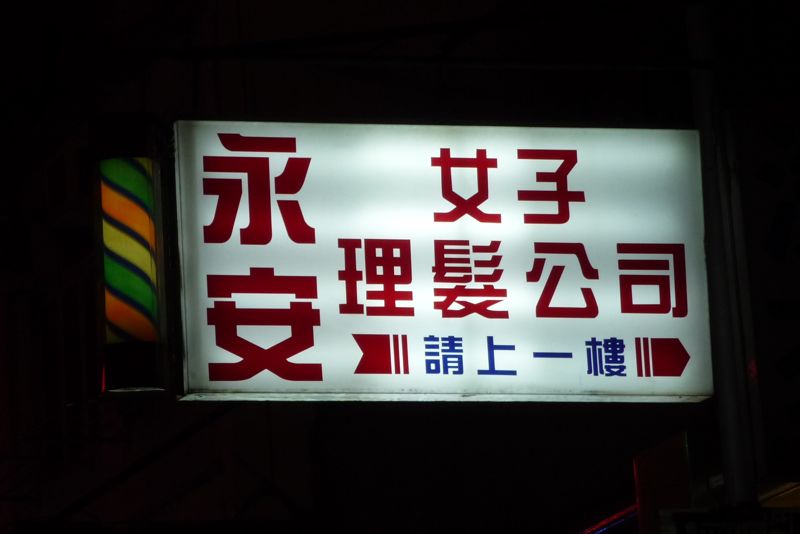 永安
女子
理髮公司
請上一樓